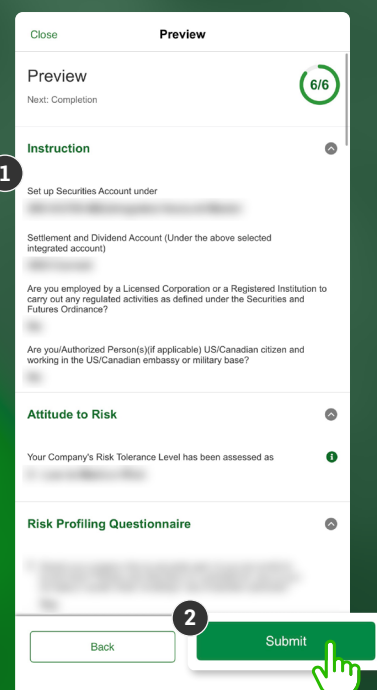 Close
Preview
Preview
6/6
Next: Completion
Instruction
1
Set up Securities Account under
Settlement and Dividend Account (Under the above selected
integrated account)
Are you employed by a Licensed Corporation or a Registered Institution to
carry out any regulated activities as defined under the Securities and
Futures Ordinance?
Are you/Authorized Person(s)(if applicable) US/Canadian citizen and
working in the US/Canadian embassy or military base?
Attitude to Risk
Your Company's Risk Tolerance Level has been assessed as
Risk Profiling Questionnaire
2
Back
Submit